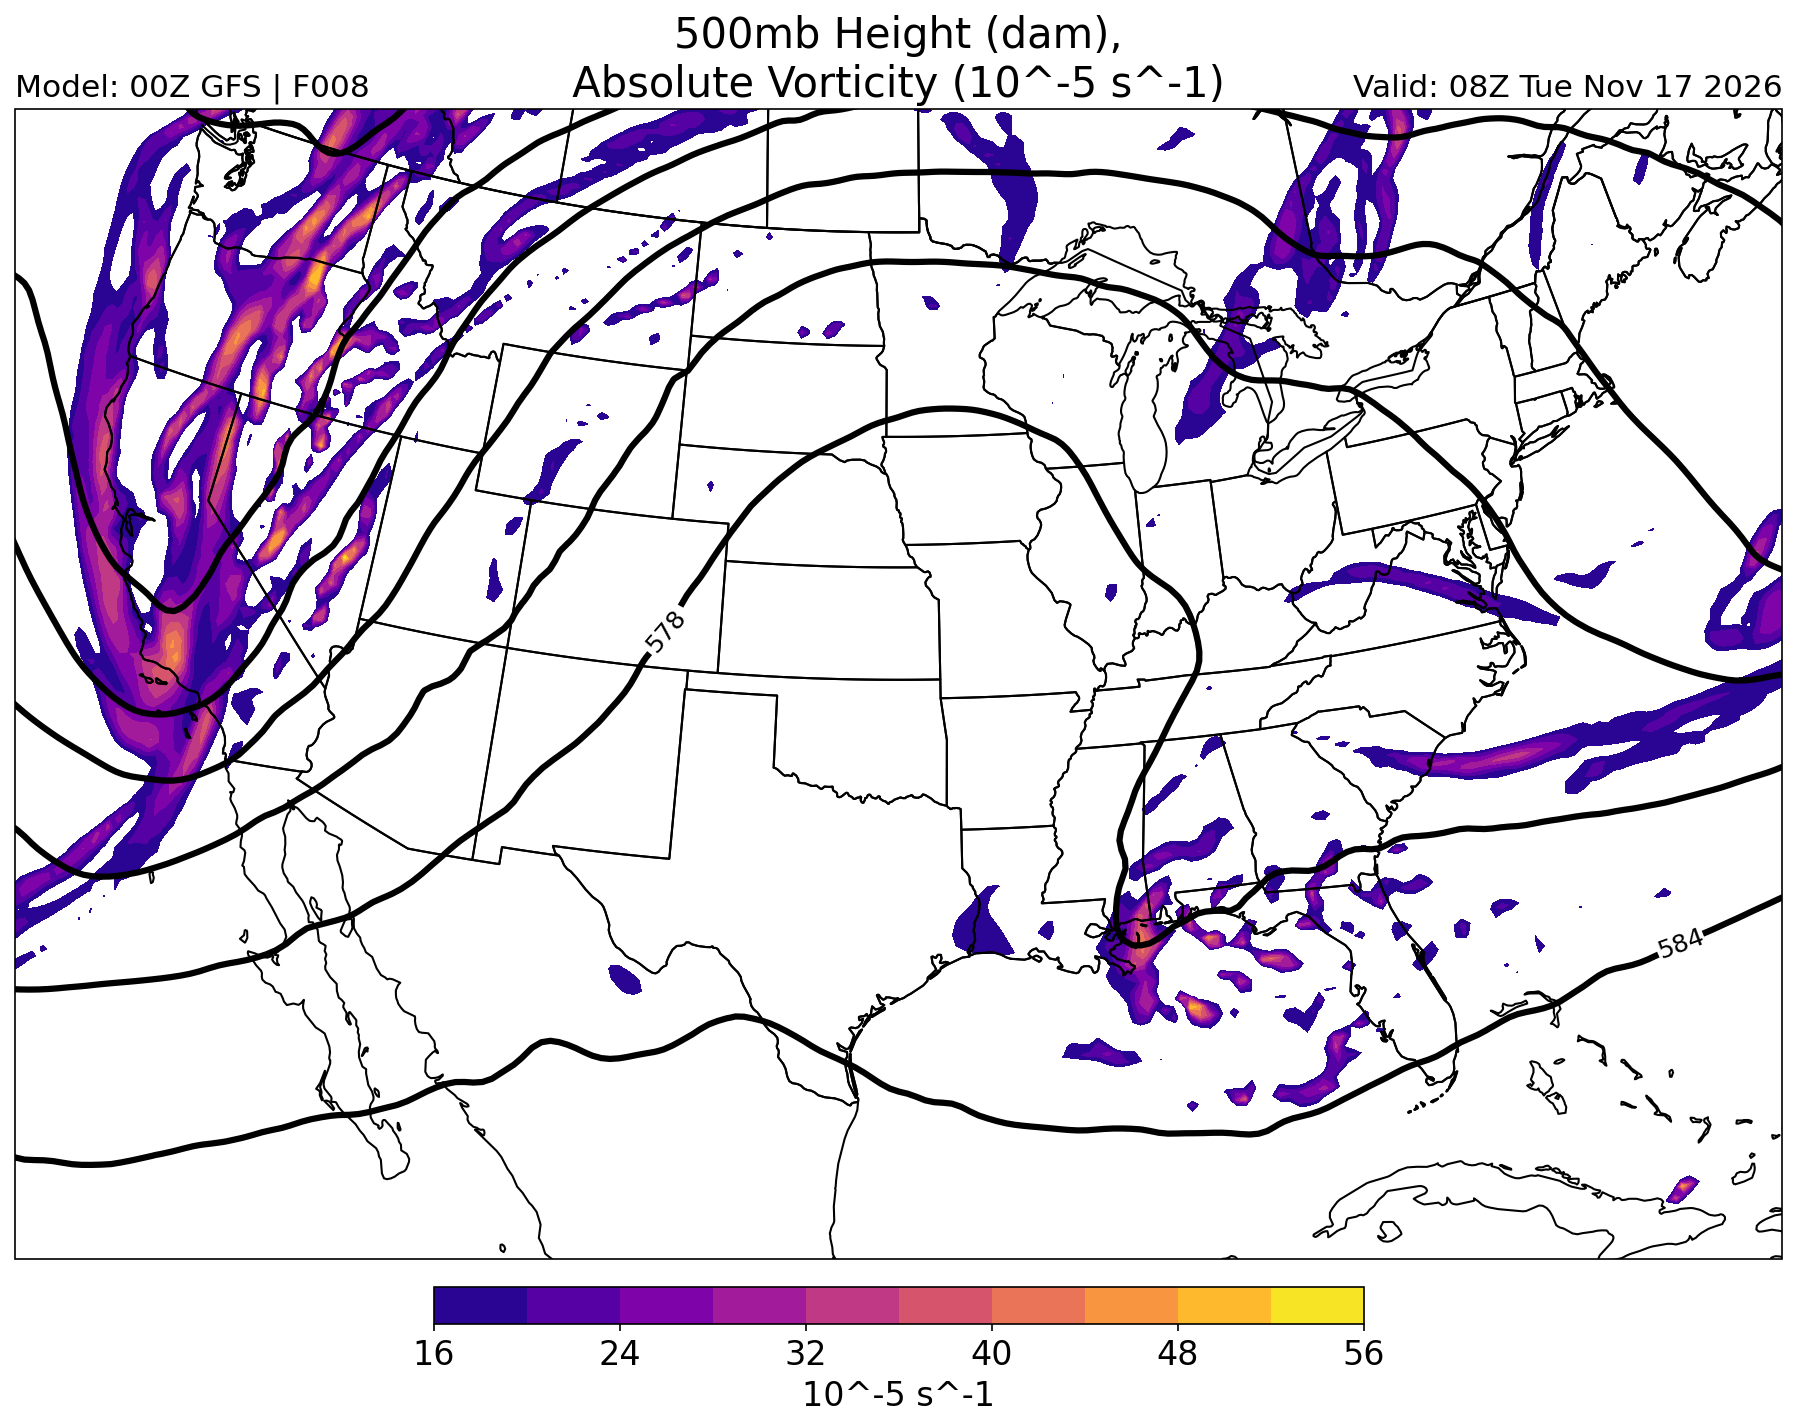 500mb Height (dam),
Model: 00Z GFS | F008
Absolute Vorticity (10^-5 s^-1)
Valid: 08Z Tue Nov 17 2026
578
584
16 24 32 40 48 56
10^-5 s^-1